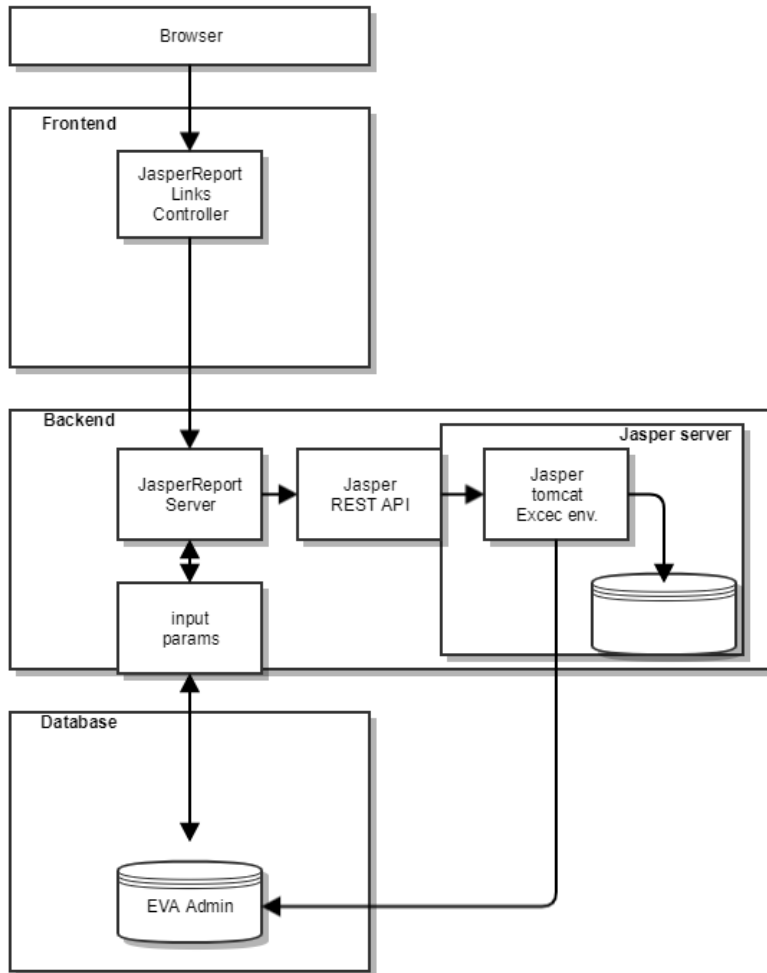 Browser
Frontend
JasperReport
Links
Controller
Backend
Jasper server
JasperReport
Server
Jasper
REST API
Jasper
tomcat
Excec env.
input
params
Database
EVA Admin